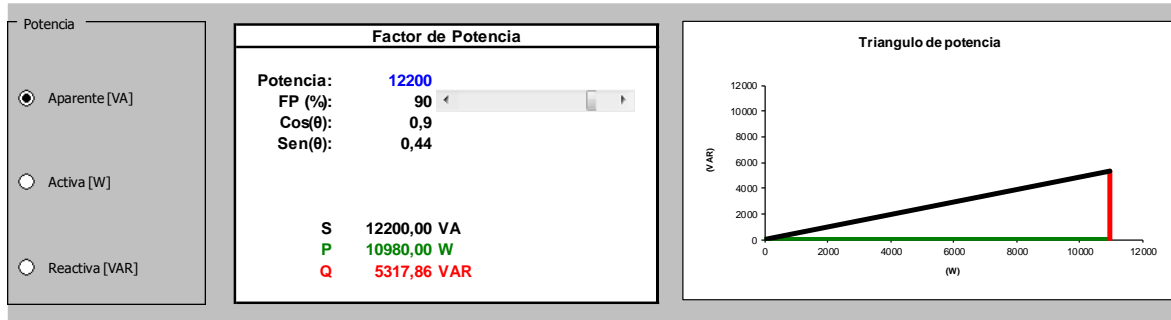 Potencia
Aparente [VA]
Activa [W]
Reactiva [VAR]
Factor de Potencia
Potencia: 12200
FP (%): 90
Cos(θ): 0,9
Sen(θ): 0,44
S 12200,00 VA
P 10980,00 W
Q 5317,86 VAR
Triangulo de potencia
12000
10000
8000
6000
4000
2000
0
(VAR)
0 2000 4000 6000 8000 10000 12000
(W)